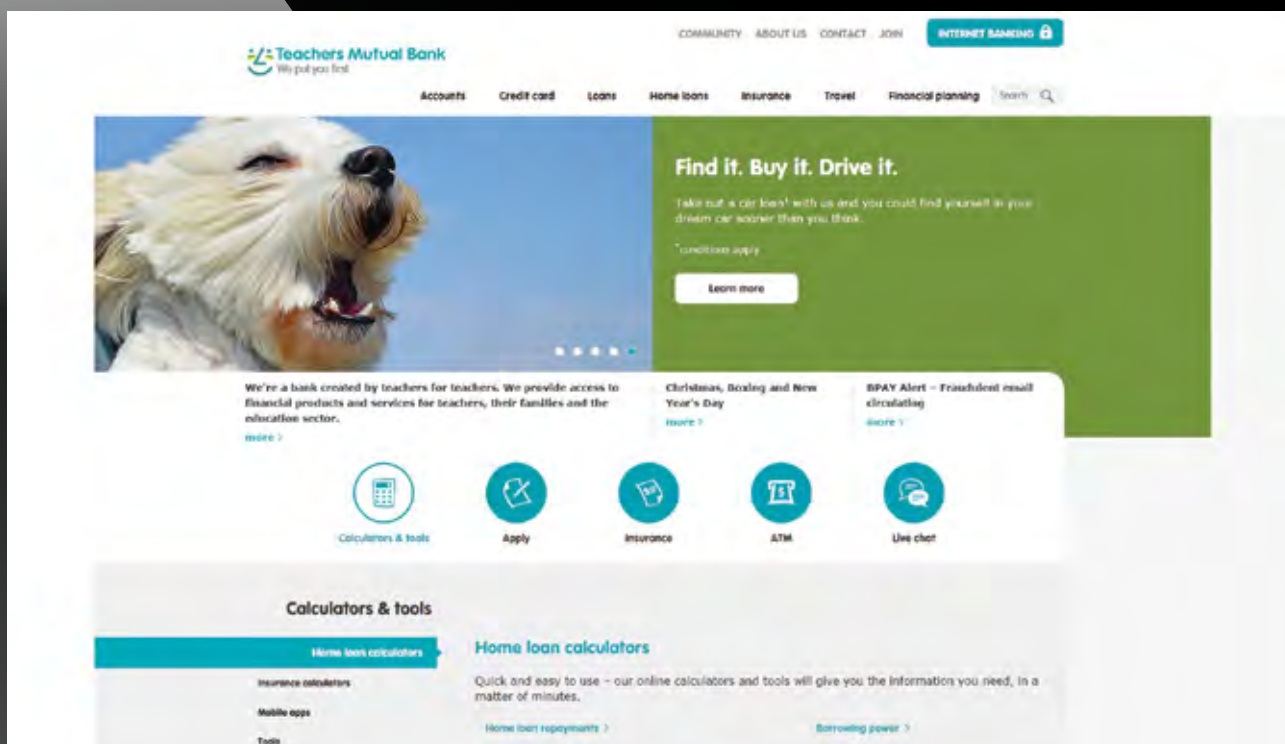 COMMUNITY ABOUT US CONTACT JOIN INTERNET BANKING
Teachers Mutual Bank
We put you first
Accounts Credit card Loans Home loans Insurance Travel Financial planning Search
Find it. Buy it. Drive it.
Take out a car loan* with us and you could find yourself in your
dream car sooner than you think.
*conditions apply
Learn more
We're a bank created by teachers for teachers. We provide access to
financial products and services for teachers, their families and the
education sector.
more >
Christmas, Boxing and New
Year's Day
more >
BPAY Alert – Fraudulent email
circulating
more >
Calculators & tools Apply Insurance ATM Live chat
Calculators & tools
Home loan calculators
Insurance calculators
Mobile apps
Tools
Home loan calculators
Quick and easy to use – our online calculators and tools will give you the information you need, in a
matter of minutes.
Home loan repayments > Borrowing power >